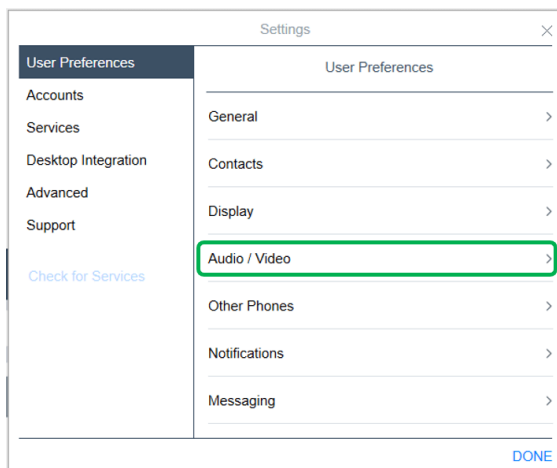 Settings
User Preferences
Accounts
Services
Desktop Integration
Advanced
Support
Check for Services
User Preferences
General
Contacts
Display
Audio / Video
Other Phones
Notifications
Messaging
DONE